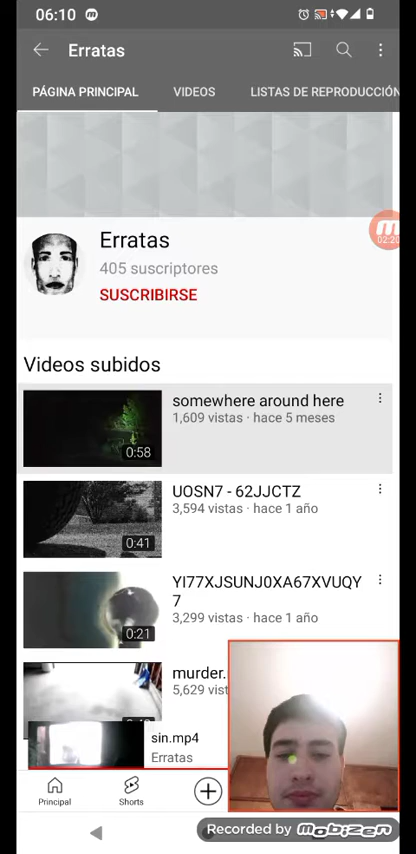 06:10
Erratas
PÁGINA PRINCIPAL VIDEOS LISTAS DE REPRODUCCIÓN
02:20
Erratas
405 suscriptores
SUSCRIBIRSE
Videos subidos
somewhere around here
1,609 vistas · hace 5 meses
0:58
UOSN7 - 62JJCTZ
3,594 vistas · hace 1 año
0:41
YI77XJSUNJ0XA67XVUQY
7
3,299 vistas · hace 1 año
0:21
murder.
5,629 vist
sin.mp4
Erratas
Principal Shorts
Recorded by mobizen